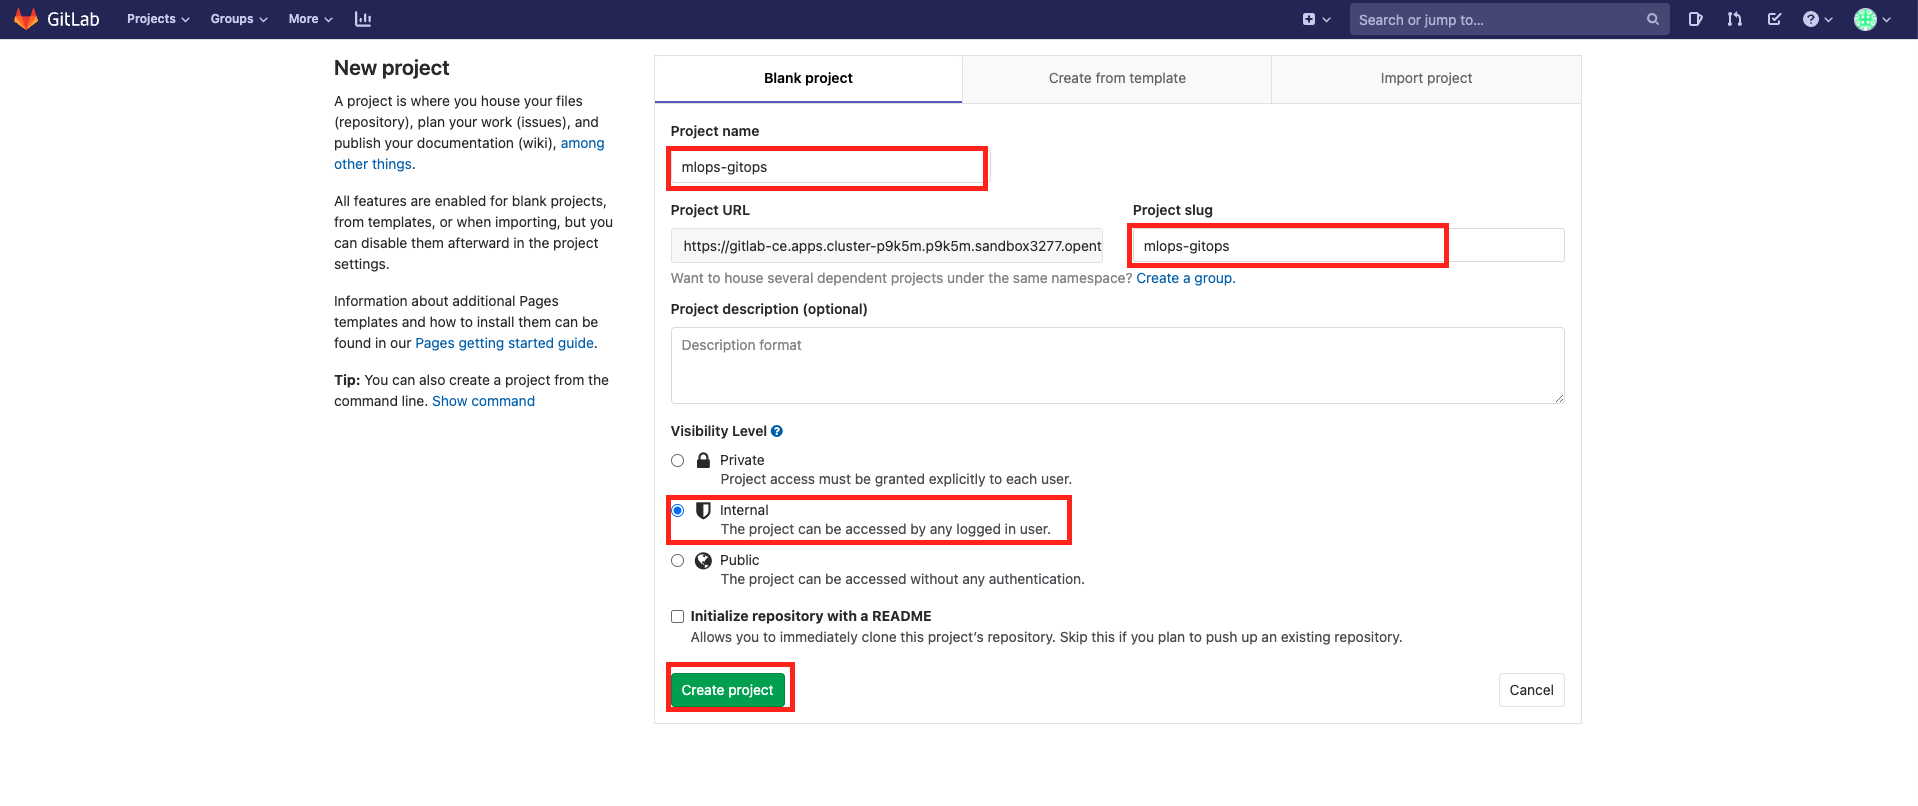 GitLab Projects Groups More Search or jump to...
New project
A project is where you house your files
(repository), plan your work (issues), and
publish your documentation (wiki), among
other things.
All features are enabled for blank projects,
from templates, or when importing, but you
can disable them afterward in the project
settings.
Information about additional Pages
templates and how to install them can be
found in our Pages getting started guide.
Tip: You can also create a project from the
command line. Show command
Blank project Create from template Import project
Project name
mlops-gitops
Project URL Project slug
https://gitlab-ce.apps.cluster-p9k5m.p9k5m.sandbox3277.opent mlops-gitops
Want to house several dependent projects under the same namespace? Create a group.
Project description (optional)
Description format
Visibility Level ?
Private
Project access must be granted explicitly to each user.
Internal
The project can be accessed by any logged in user.
Public
The project can be accessed without any authentication.
Initialize repository with a README
Allows you to immediately clone this project's repository. Skip this if you plan to push up an existing repository.
Create project Cancel